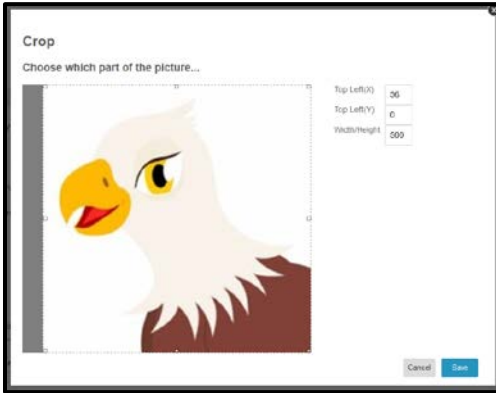 Crop
Choose which part of the picture...
Top Left(X) 36
Top Left(Y) 0
Width/Height 500
Cancel Save